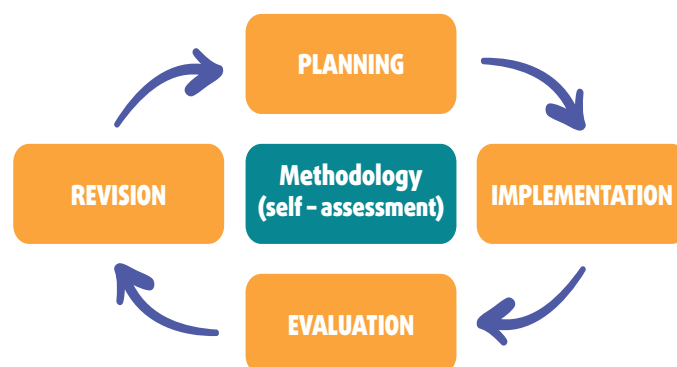 PLANNING
REVISION
Methodology
(self – assessment)
IMPLEMENTATION
EVALUATION